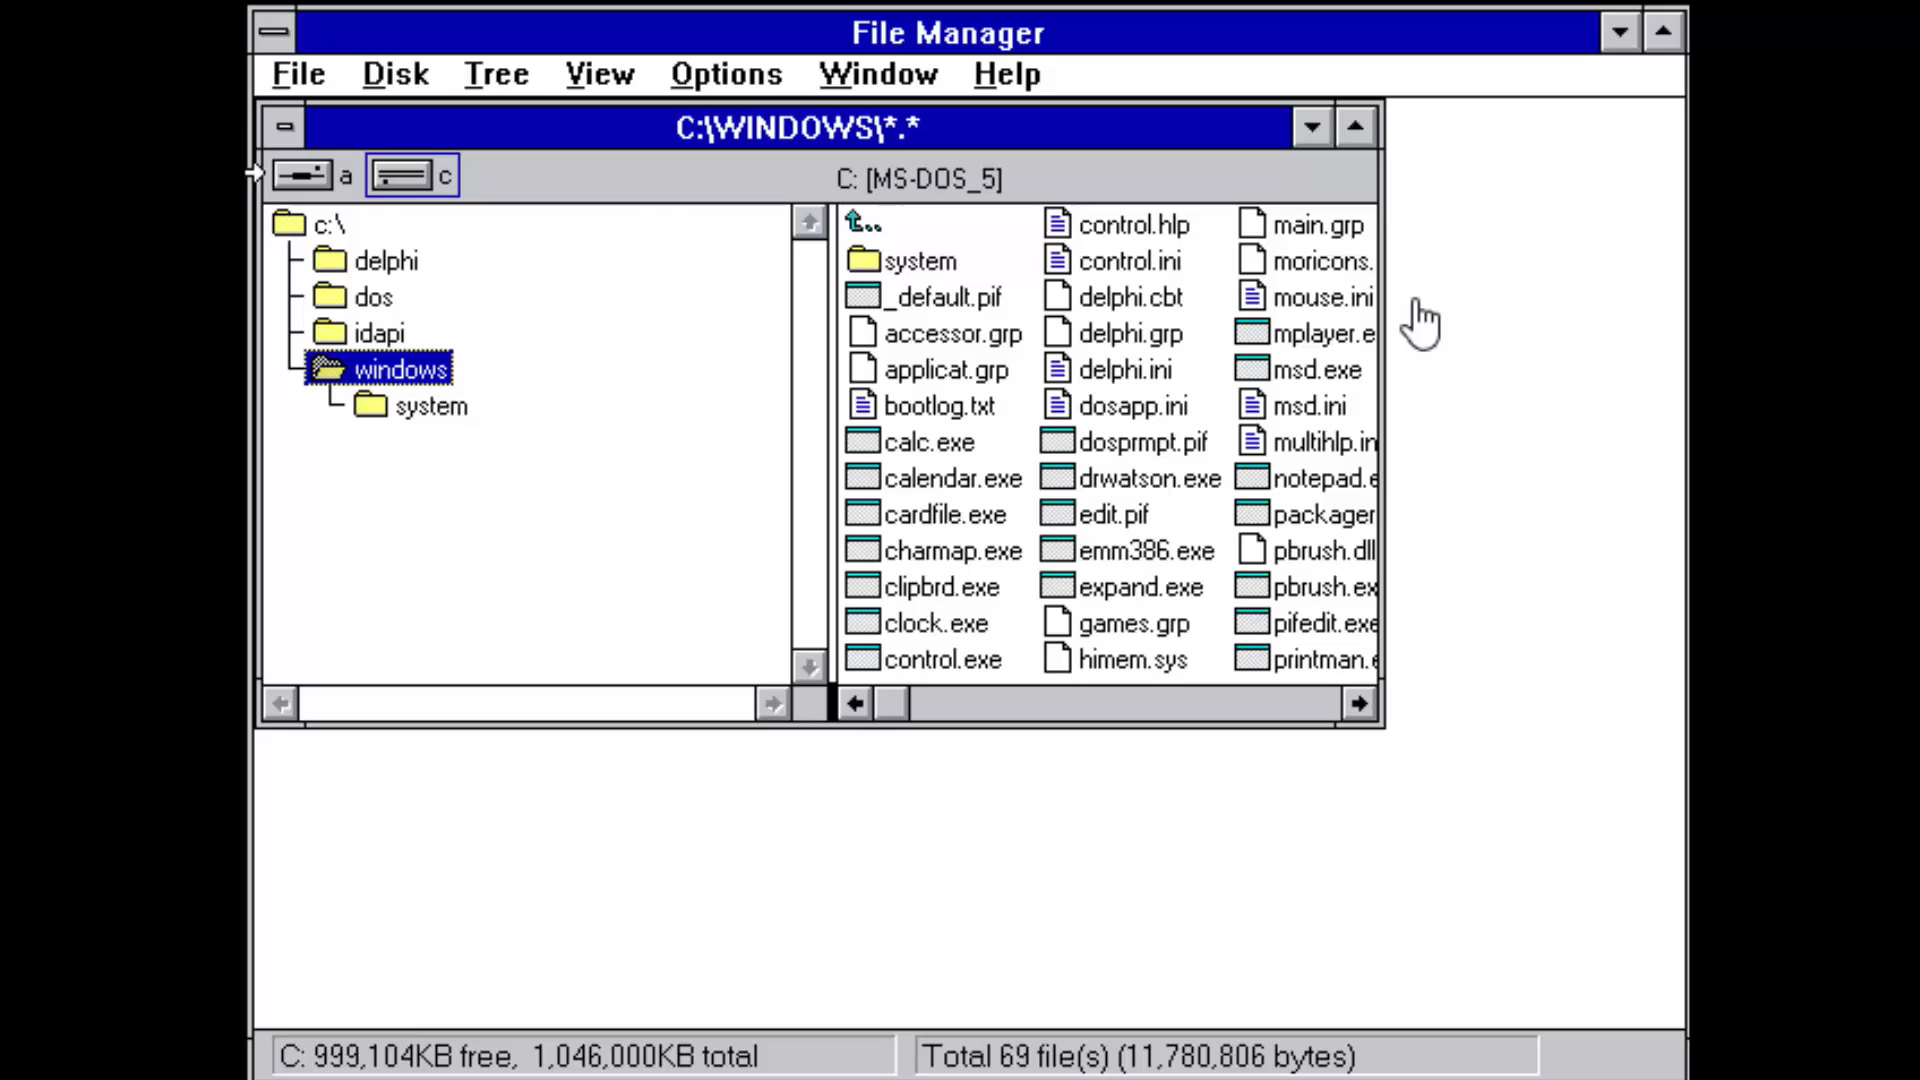 File Manager
File Disk Tree View Options Window Help
C:\WINDOWS\*.*
a c C: [MS-DOS_5]
c:\
delphi
dos
idapi
windows
system
..
system
_default.pif
accessor.grp
applicat.grp
bootlog.txt
calc.exe
calendar.exe
cardfile.exe
charmap.exe
clipbrd.exe
clock.exe
control.exe
control.hlp
control.ini
delphi.cbt
delphi.grp
delphi.ini
dosapp.ini
dosprmpt.pif
drwatson.exe
edit.pif
emm386.exe
expand.exe
games.grp
himem.sys
main.grp
moricons.
mouse.ini
mplayer.e
msd.exe
msd.ini
multihlp.in
notepad.e
packager
pbrush.dll
pbrush.ex
pifedit.exe
printman.e
C: 999,104KB free, 1,046,000KB total
Total 69 file(s) (11,780,806 bytes)